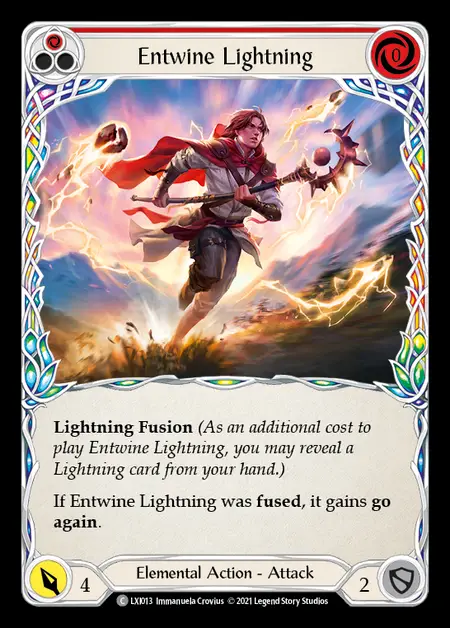 Entwine Lightning
0
Lightning Fusion (As an additional cost to
play Entwine Lightning, you may reveal a
Lightning card from your hand.)
If Entwine Lightning was fused, it gains go
again.
4
Elemental Action - Attack
2
C LXI013 Immanuela Crovius © 2021 Legend Story Studios